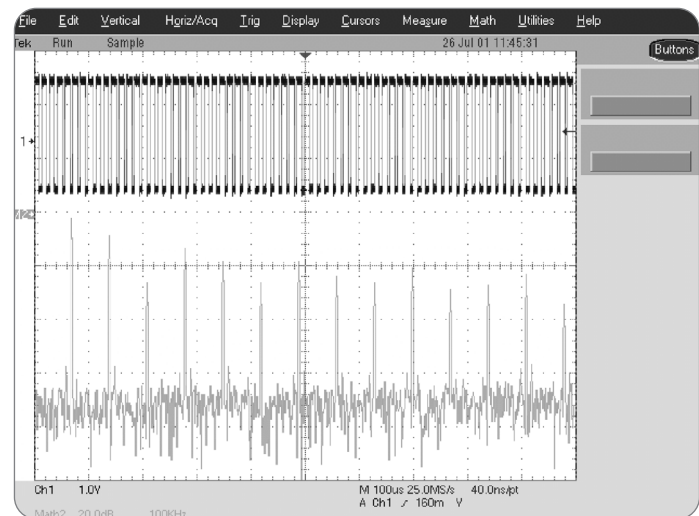 File Edit Vertical Horiz/Acq Trig Display Cursors Measure Math Utilities Help
Tek Run Sample 26 Jul 01 11:45:31
Buttons
1
Ch1 1.0V M 100us 25.0MS/s 40.0ns/pt
A Ch1 160m V
Math2 20.0dB 100KHz